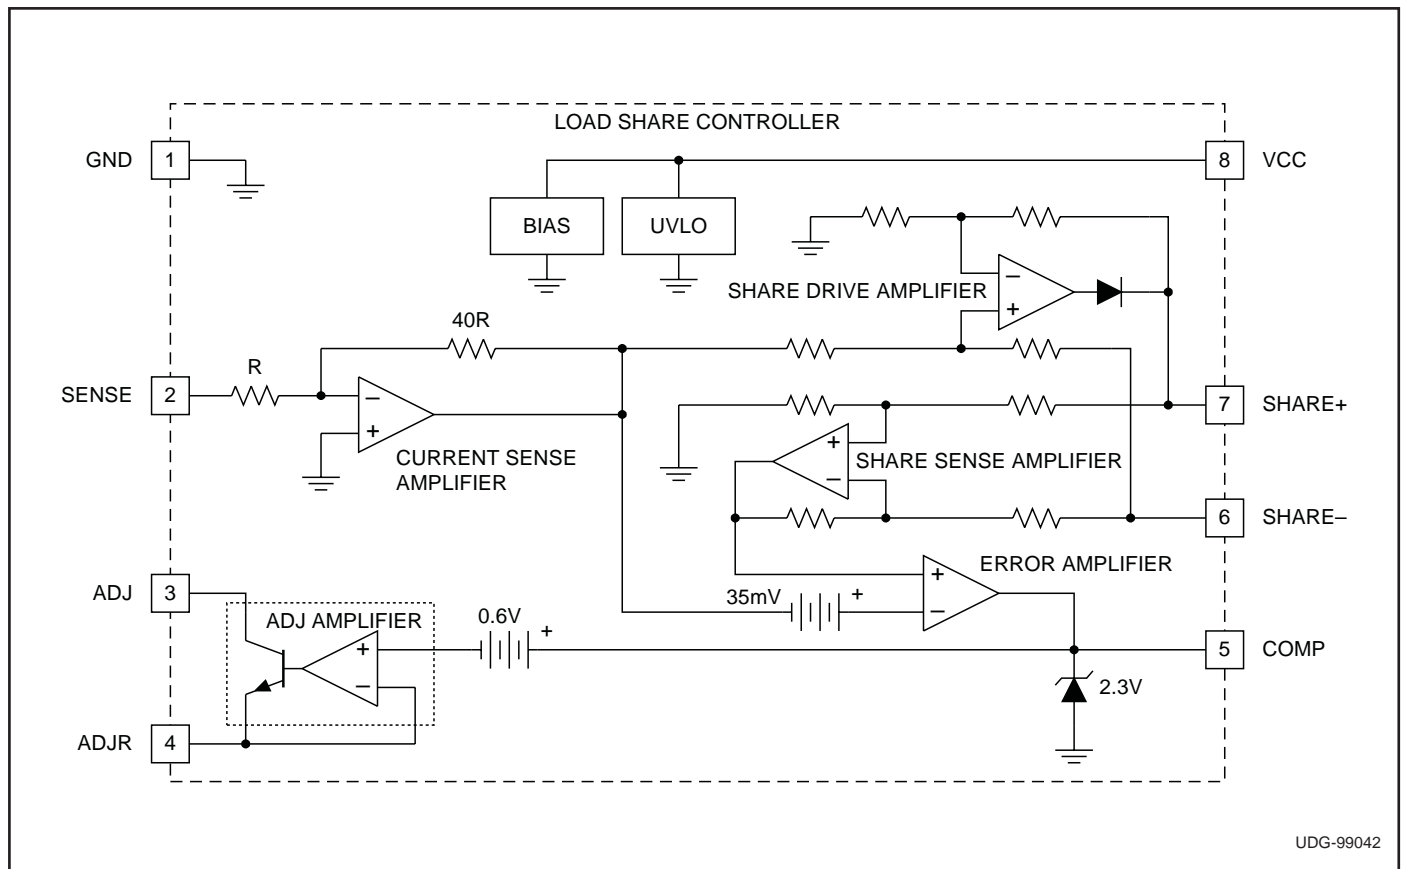 LOAD SHARE CONTROLLER
GND 1
8 VCC
BIAS
UVLO
SHARE DRIVE AMPLIFIER
−
+
40R
R
SENSE 2
−
+
CURRENT SENSE
AMPLIFIER
7 SHARE+
+
−
SHARE SENSE AMPLIFIER
6 SHARE–
ERROR AMPLIFIER
+
−
35mV
+
ADJ 3
ADJ AMPLIFIER
+
−
0.6V
+
5 COMP
2.3V
ADJR 4
UDG-99042